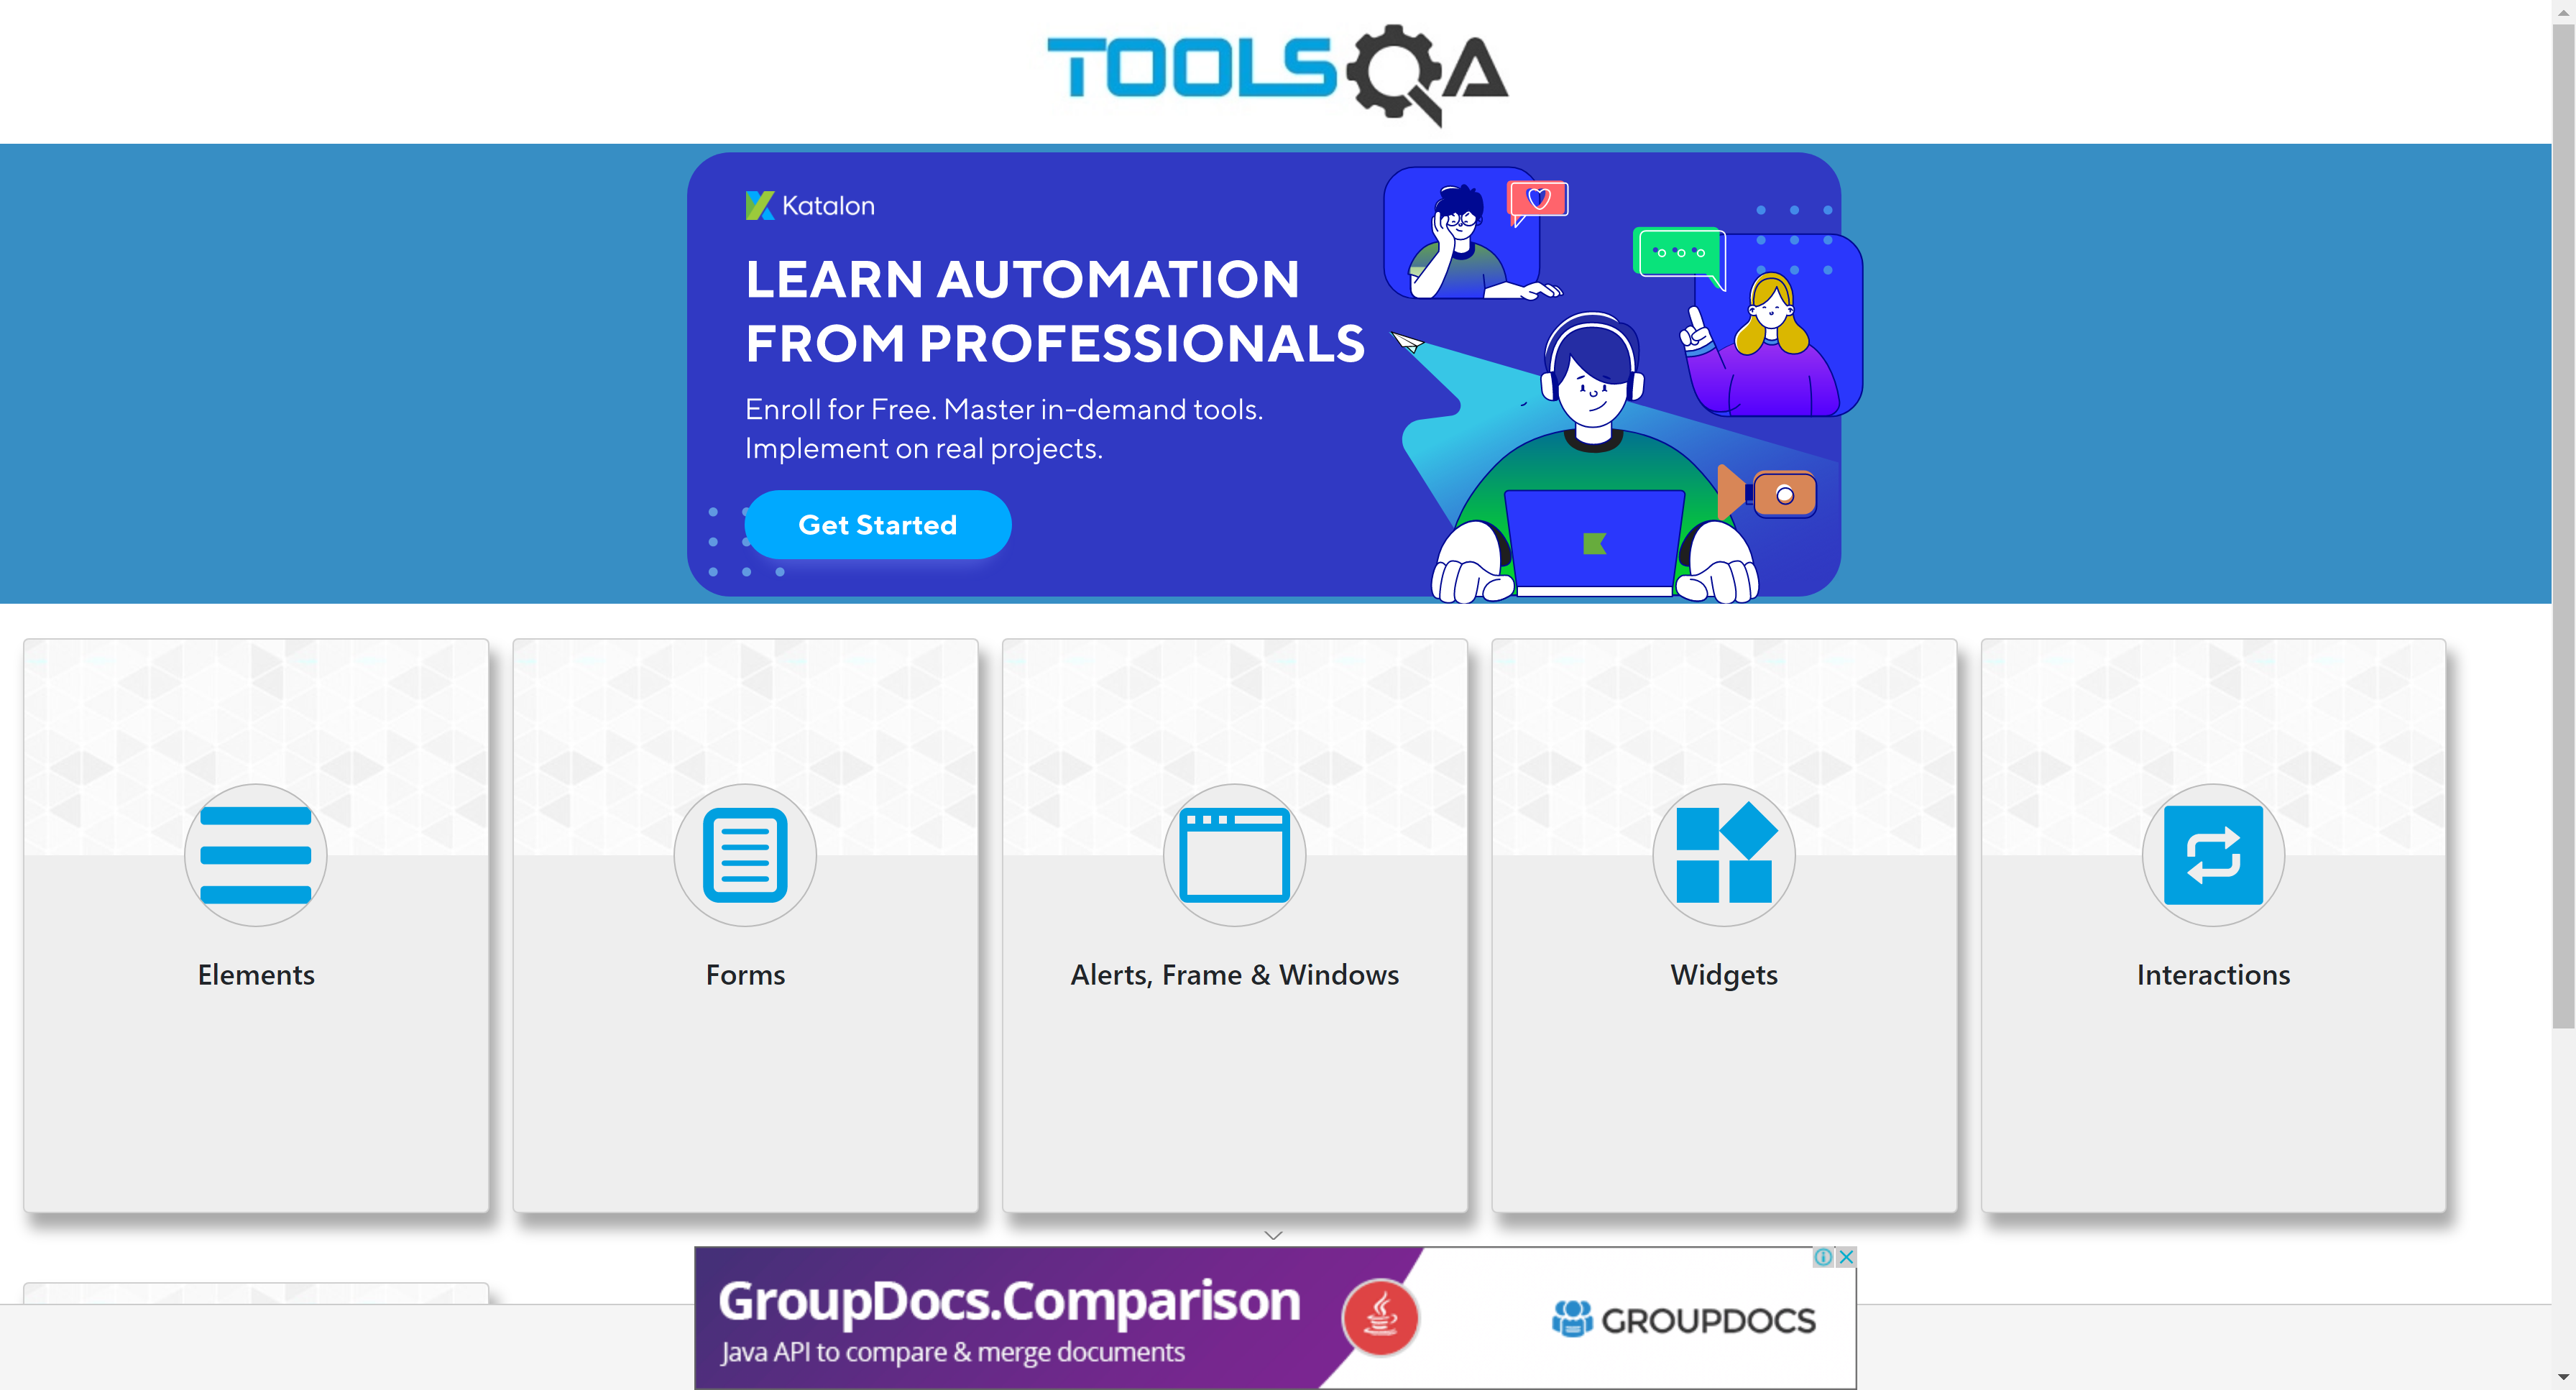 TOOLSQA
Katalon
LEARN AUTOMATION
FROM PROFESSIONALS
Enroll for Free. Master in-demand tools.
Implement on real projects.
Get Started
Elements
Forms
Alerts, Frame & Windows
Widgets
Interactions
GroupDocs.Comparison
Java API to compare & merge documents
GROUPDOCS